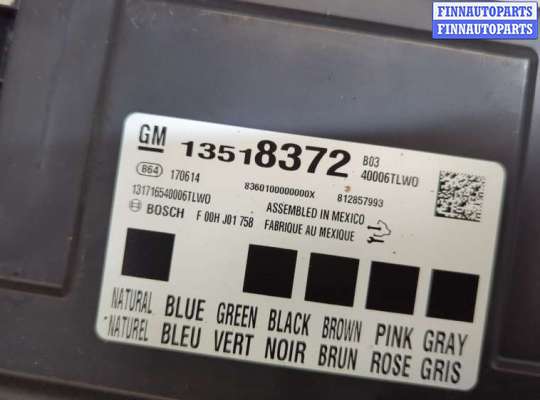 FINNAUTOPARTS
FINNAUTOPARTS
GM 13518372 B03
B64 170614 40006TLWO
8360100000000X 812857993
131716540006TLWO
ASSEMBLED IN MEXICO
BOSCH F 00H J01 758 FABRIQUE AU MEXIQUE
NATURAL BLUE GREEN BLACK BROWN PINK GRAY
NATUREL BLEU VERT NOIR BRUN ROSE GRIS